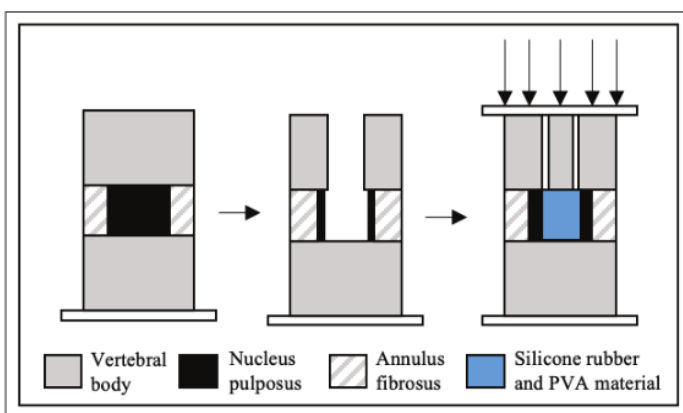 Vertebral
body
Nucleus
pulposus
Annulus
fibrosus
Silicone rubber
and PVA material